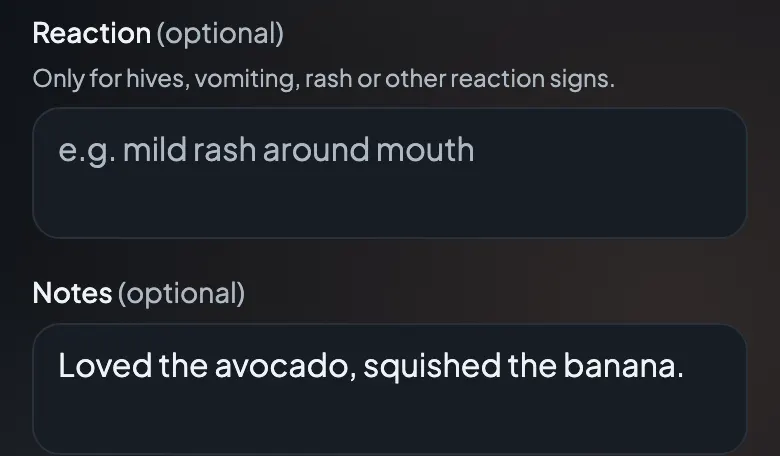 Reaction (optional)
Only for hives, vomiting, rash or other reaction signs.
e.g. mild rash around mouth
Notes (optional)
Loved the avocado, squished the banana.